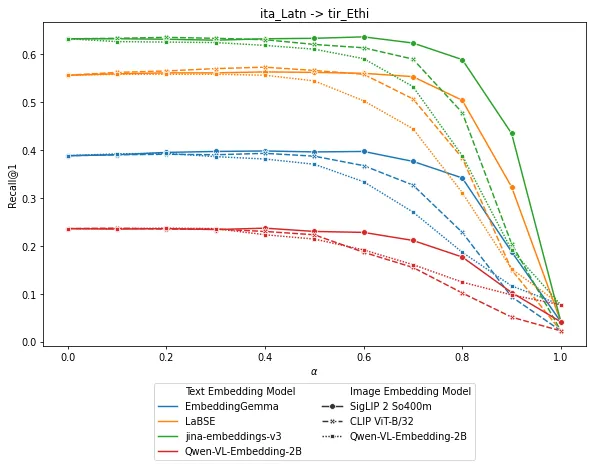 ita_Latn -> tir_Ethi
Recall@1
0.6
0.5
0.4
0.3
0.2
0.1
0.0
0.0 0.2 0.4 0.6 0.8 1.0
α
Text Embedding Model Image Embedding Model
EmbeddingGemma SigLIP 2 So400m
LaBSE CLIP ViT-B/32
jina-embeddings-v3 Qwen-VL-Embedding-2B
Qwen-VL-Embedding-2B